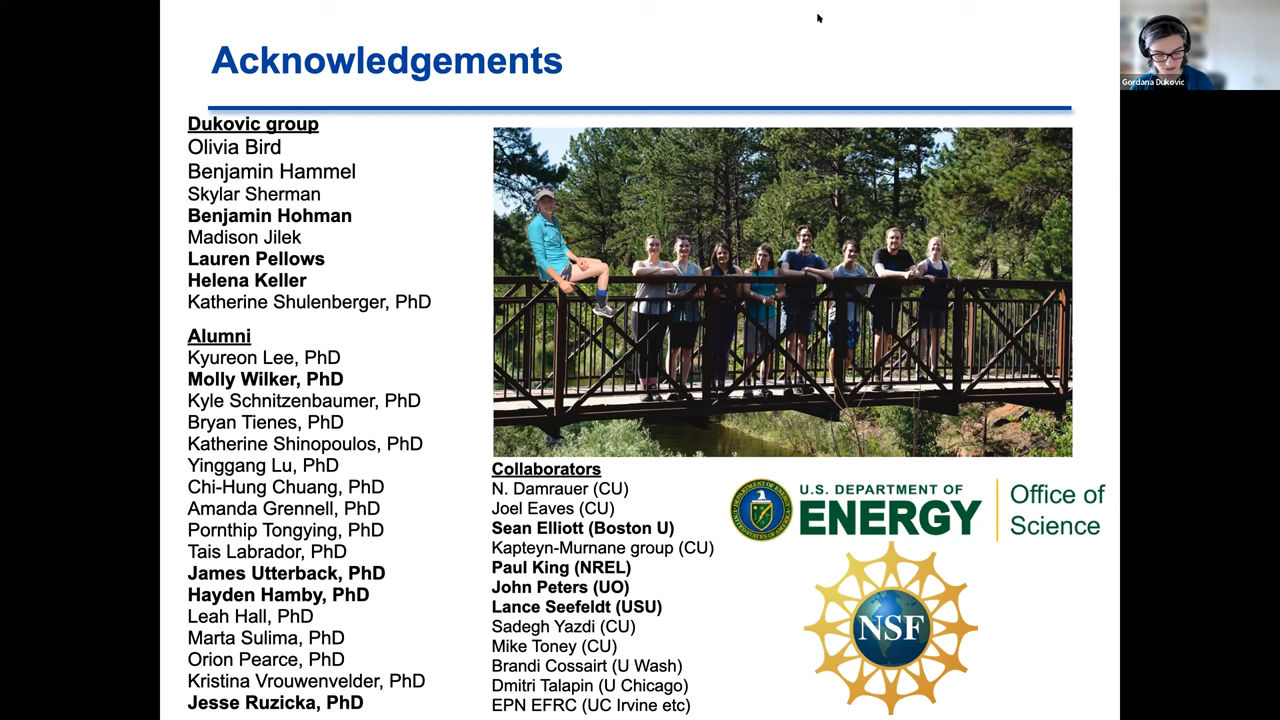 Acknowledgements
Gordana Dukovic
Dukovic group
Olivia Bird
Benjamin Hammel
Skylar Sherman
Benjamin Hohman
Madison Jilek
Lauren Pellows
Helena Keller
Katherine Shulenberger, PhD
Alumni
Kyureon Lee, PhD
Molly Wilker, PhD
Kyle Schnitzenbaumer, PhD
Bryan Tienes, PhD
Katherine Shinopoulos, PhD
Yinggang Lu, PhD
Chi-Hung Chuang, PhD
Amanda Grennell, PhD
Pornthip Tongying, PhD
Tais Labrador, PhD
James Utterback, PhD
Hayden Hamby, PhD
Leah Hall, PhD
Marta Sulima, PhD
Orion Pearce, PhD
Kristina Vrouwenvelder, PhD
Jesse Ruzicka, PhD
Collaborators
N. Damrauer (CU)
Joel Eaves (CU)
Sean Elliott (Boston U)
Kapteyn-Murnane group (CU)
Paul King (NREL)
John Peters (UO)
Lance Seefeldt (USU)
Sadegh Yazdi (CU)
Mike Toney (CU)
Brandi Cossairt (U Wash)
Dmitri Talapin (U Chicago)
EPN EFRC (UC Irvine etc)
U.S. DEPARTMENT OF
ENERGY
Office of
Science
NSF